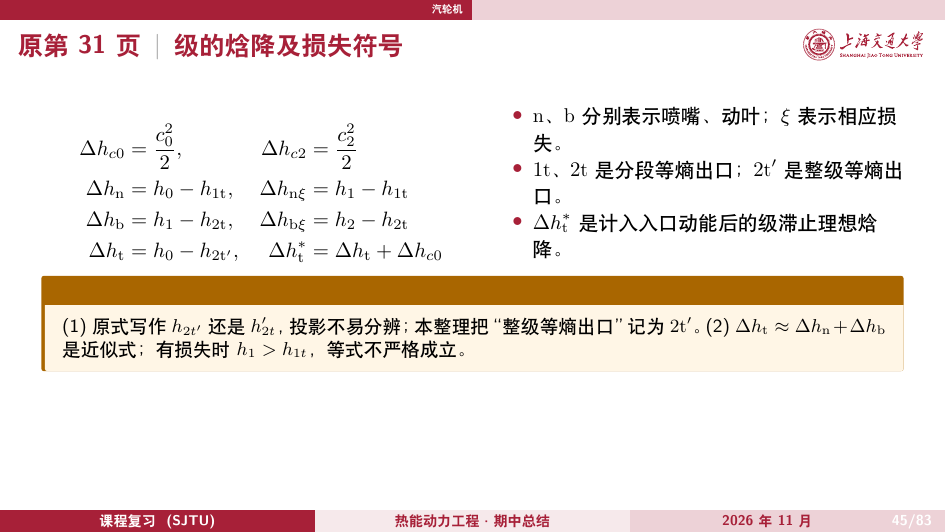 汽轮机
原第 31 页 | 级的焓降及损失符号
上海交通大学
SHANGHAI JIAO TONG UNIVERSITY
Δh_{c0} = c_0^2/2, Δh_{c2} = c_2^2/2
Δh_n = h_0 − h_{1t}, Δh_{nξ} = h_1 − h_{1t}
Δh_b = h_1 − h_{2t}, Δh_{bξ} = h_2 − h_{2t}
Δh_t = h_0 − h_{2t′}, Δh_t^* = Δh_t + Δh_{c0}
• n、b 分别表示喷嘴、动叶；ξ 表示相应损
失。
• 1t、2t 是分段等熵出口；2t′ 是整级等熵出
口。
• Δh_t^* 是计入入口动能后的级滞止理想焓
降。
(1) 原式写作 h_{2t′} 还是 h′_{2t}，投影不易分辨；本整理把 “整级等熵出口” 记为 2t′。(2) Δh_t ≈ Δh_n + Δh_b
是近似式；有损失时 h_1 > h_{1t}，等式不严格成立。
课程复习 (SJTU)
热能动力工程 · 期中总结
2026 年 11 月
45/83